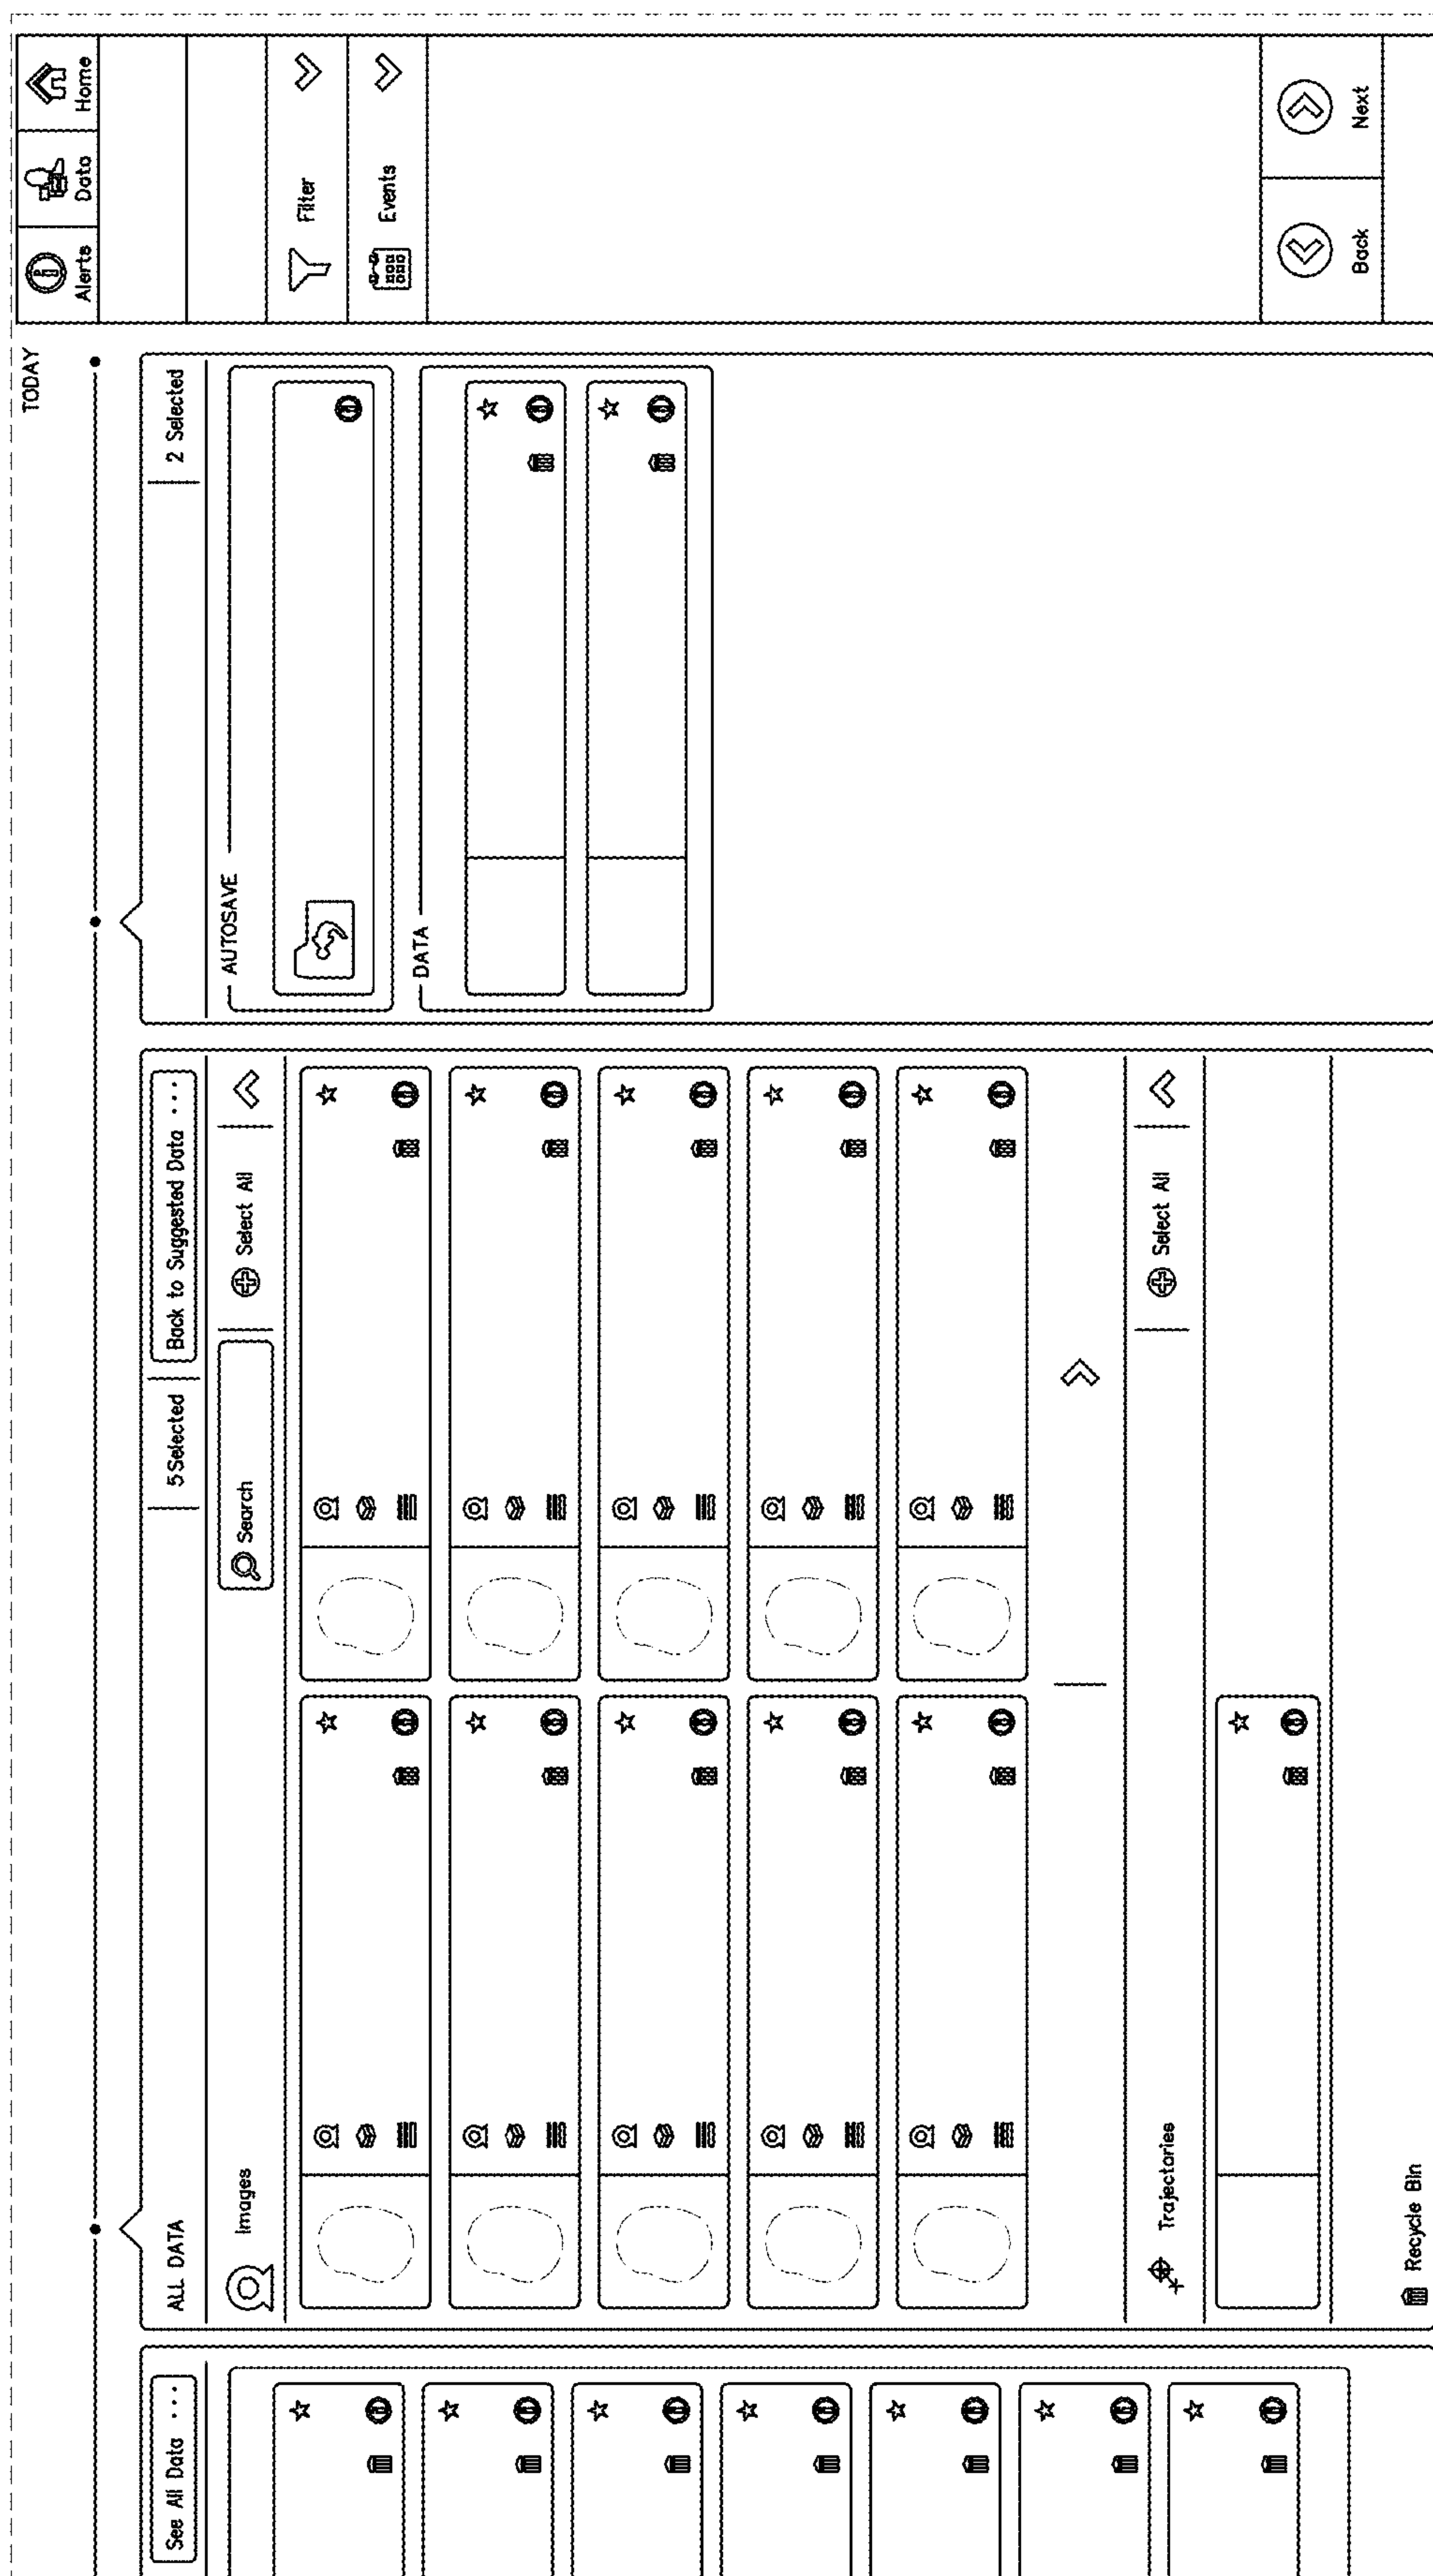 TODAY
Alerts
Data
Home
See All Data ...
ALL DATA
5 Selected
Back to Suggested Data ...
2 Selected
Images
Search
Select All
AUTOSAVE
Filter
Events
DATA
Trajectories
Select All
Back
Next
Recycle Bin